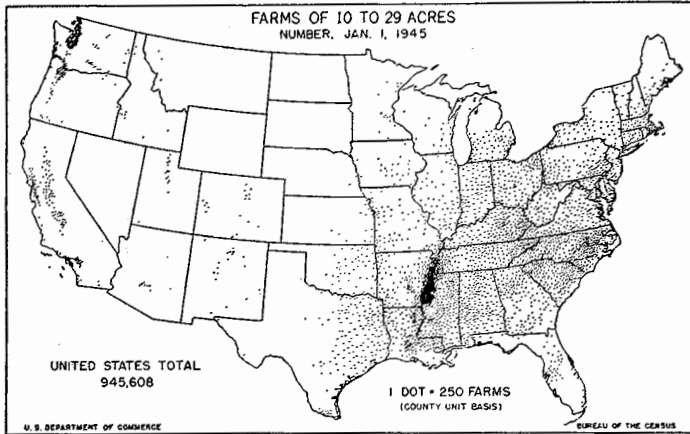 FARMS OF 10 TO 29 ACRES
NUMBER, JAN. 1, 1945
UNITED STATES TOTAL
945,608
1 DOT = 250 FARMS
(COUNTY UNIT BASIS)
U. S. DEPARTMENT OF COMMERCE
BUREAU OF THE CENSUS